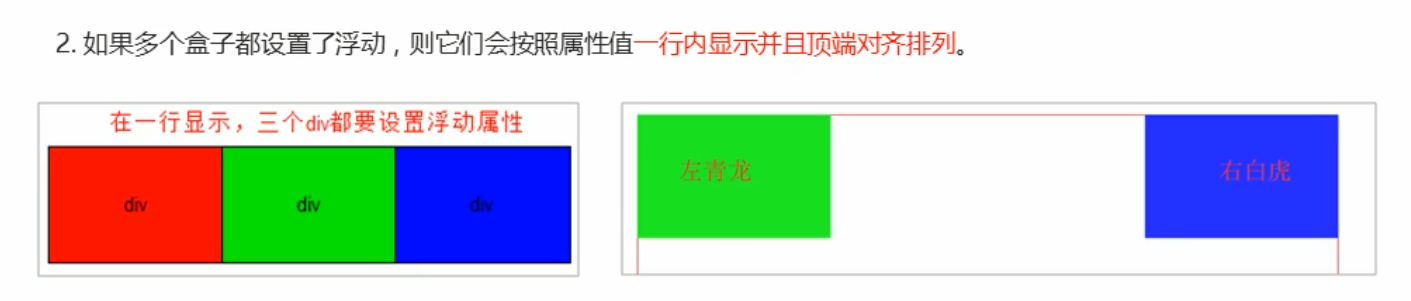 2. 如果多个盒子都设置了浮动，则它们会按照属性值一行内显示并且顶端对齐排列。
在一行显示，三个div都要设置浮动属性
div div div
左青龙 右白虎